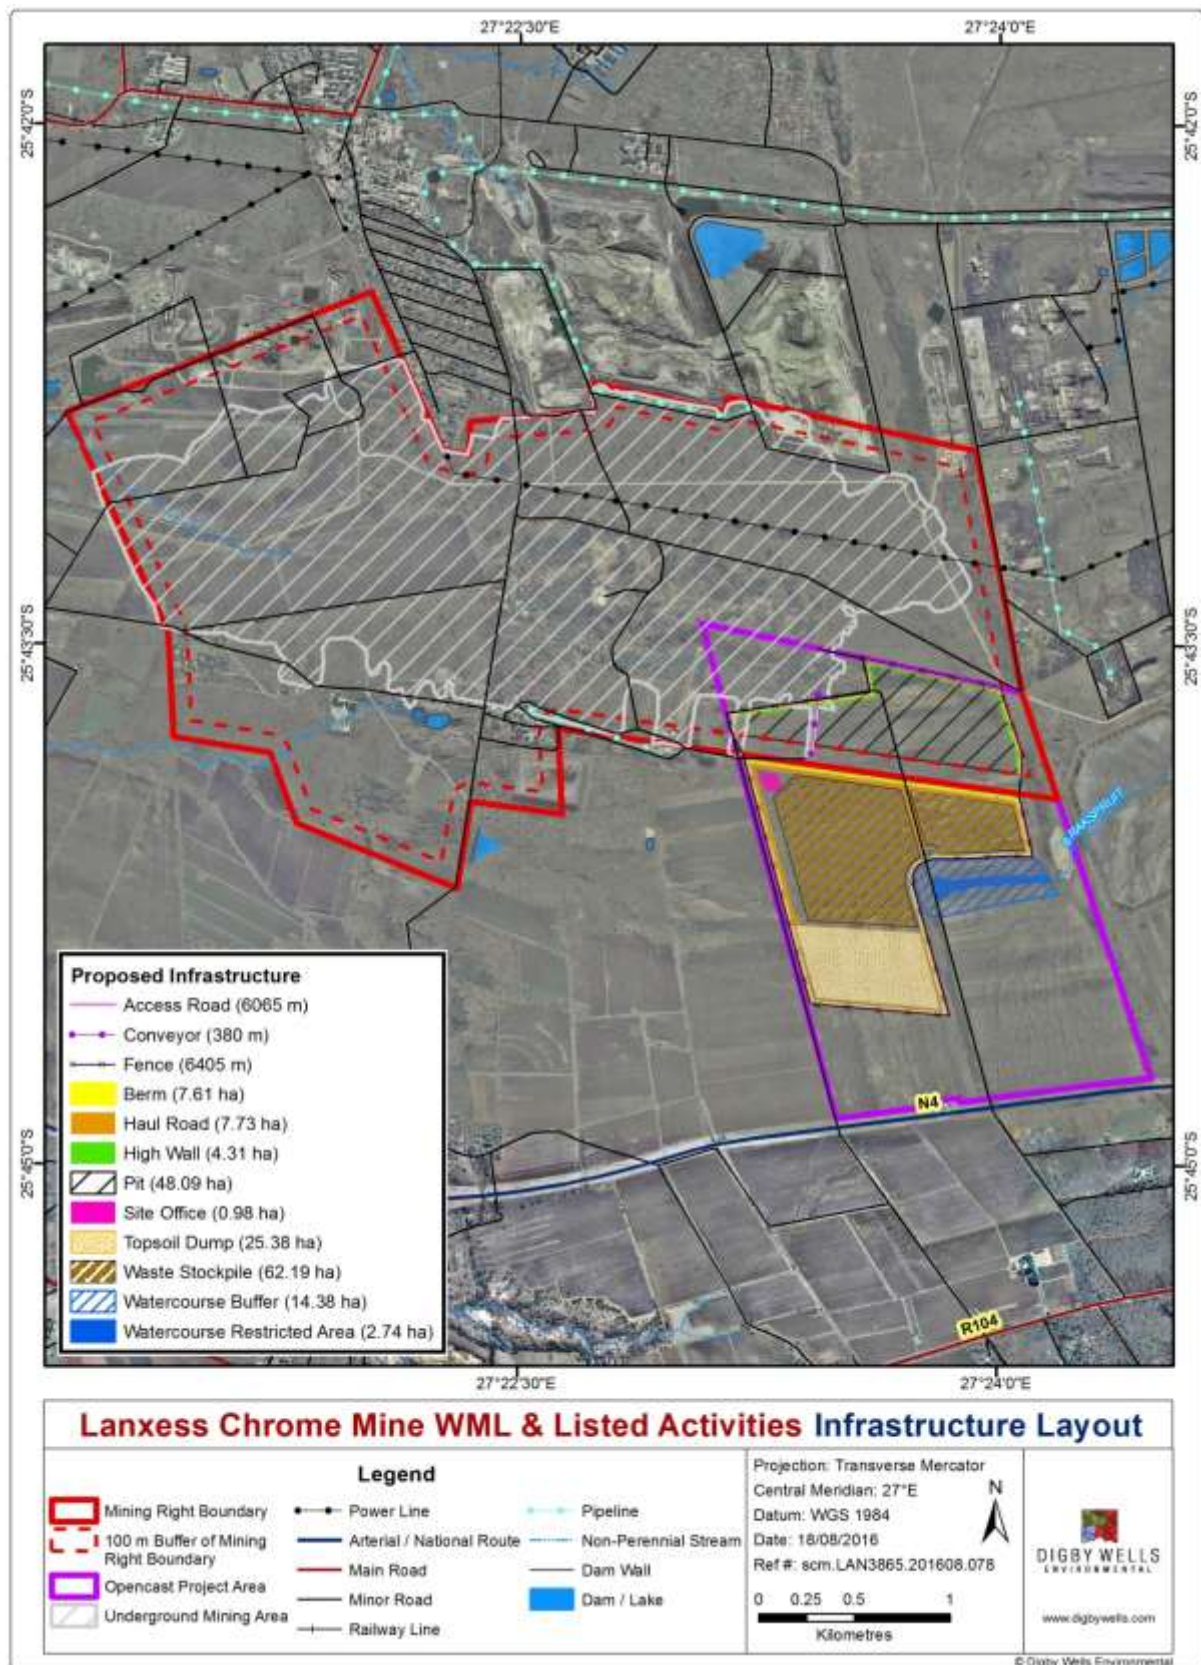 27°22'30"E
27°24'0"E
25°42'0"S
25°42'0"S
25°43'30"S
25°43'30"S
BRAKSPRUIT
N4
25°45'0"S
25°45'0"S
R104
Proposed Infrastructure
Access Road (6065 m)
Conveyor (380 m)
Fence (6405 m)
Berm (7.61 ha)
Haul Road (7.73 ha)
High Wall (4.31 ha)
Pit (48.09 ha)
Site Office (0.98 ha)
Topsoil Dump (25.38 ha)
Waste Stockpile (62.19 ha)
Watercourse Buffer (14.38 ha)
Watercourse Restricted Area (2.74 ha)
27°22'30"E
27°24'0"E
Lanxess Chrome Mine WML & Listed Activities Infrastructure Layout
Legend
Mining Right Boundary
100 m Buffer of Mining
Right Boundary
Opencast Project Area
Underground Mining Area
Power Line
Arterial / National Route
Main Road
Minor Road
Railway Line
Pipeline
Non-Perennial Stream
Dam Wall
Dam / Lake
Projection: Transverse Mercator
Central Meridian: 27°E
Datum: WGS 1984
Date: 18/08/2016
Ref #: scm.LAN3865.201608.078
N
0 0.25 0.5 1
Kilometres
DIGBY WELLS
ENVIRONMENTAL
www.digbywells.com
© Digby Wells Environmental